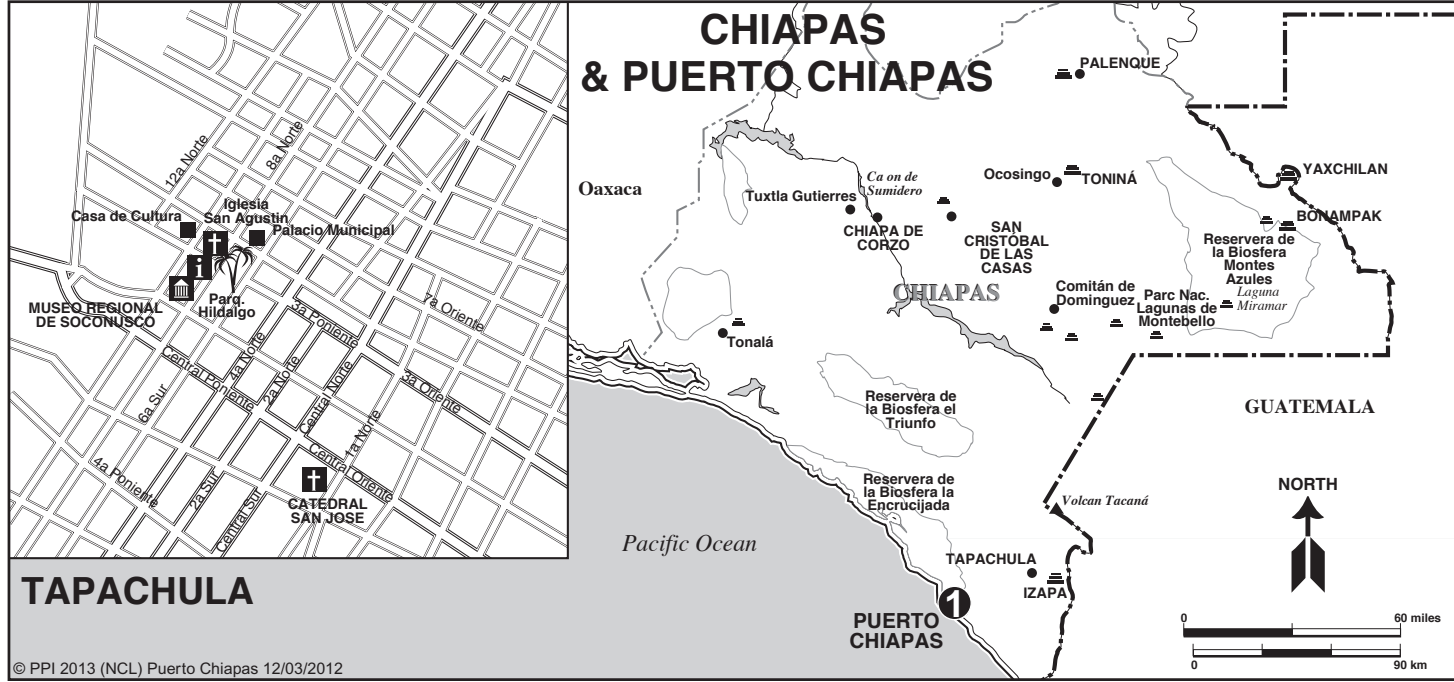 CHIAPAS
& PUERTO CHIAPAS
12a Norte
8a Norte
Casa de Cultura
Iglesia
San Agustin
Palacio Municipal
MUSEO REGIONAL
DE SOCONUSCO
Parq.
Hildalgo
3a Poniente
7a Oriente
Central Poniente
4a Norte
2a Norte
Central Norte
3a Oriente
6a Sur
1a Norte
4a Poniente
2a Sur
Central Sur
Central Oriente
CATEDRAL
SAN JOSE
TAPACHULA
© PPI 2013 (NCL) Puerto Chiapas 12/03/2012
PALENQUE
Oaxaca
Ca on de
Sumidero
Tuxtla Gutierres
CHIAPA DE
CORZO
Ocosingo
TONINÁ
YAXCHILAN
BONAMPAK
SAN
CRISTÓBAL
DE LAS
CASAS
Reservera de
la Biosfera
Montes
Azules
Laguna
Miramar
CHIAPAS
Comitán de
Dominguez
Parc Nac.
Lagunas de
Montebello
Tonalá
Reservera de
la Biosfera el
Triunfo
GUATEMALA
Reservera de
la Biosfera la
Encrucijada
Volcan Tacaná
NORTH
Pacific Ocean
TAPACHULA
IZAPA
1
PUERTO
CHIAPAS
0 60 miles
0 90 km